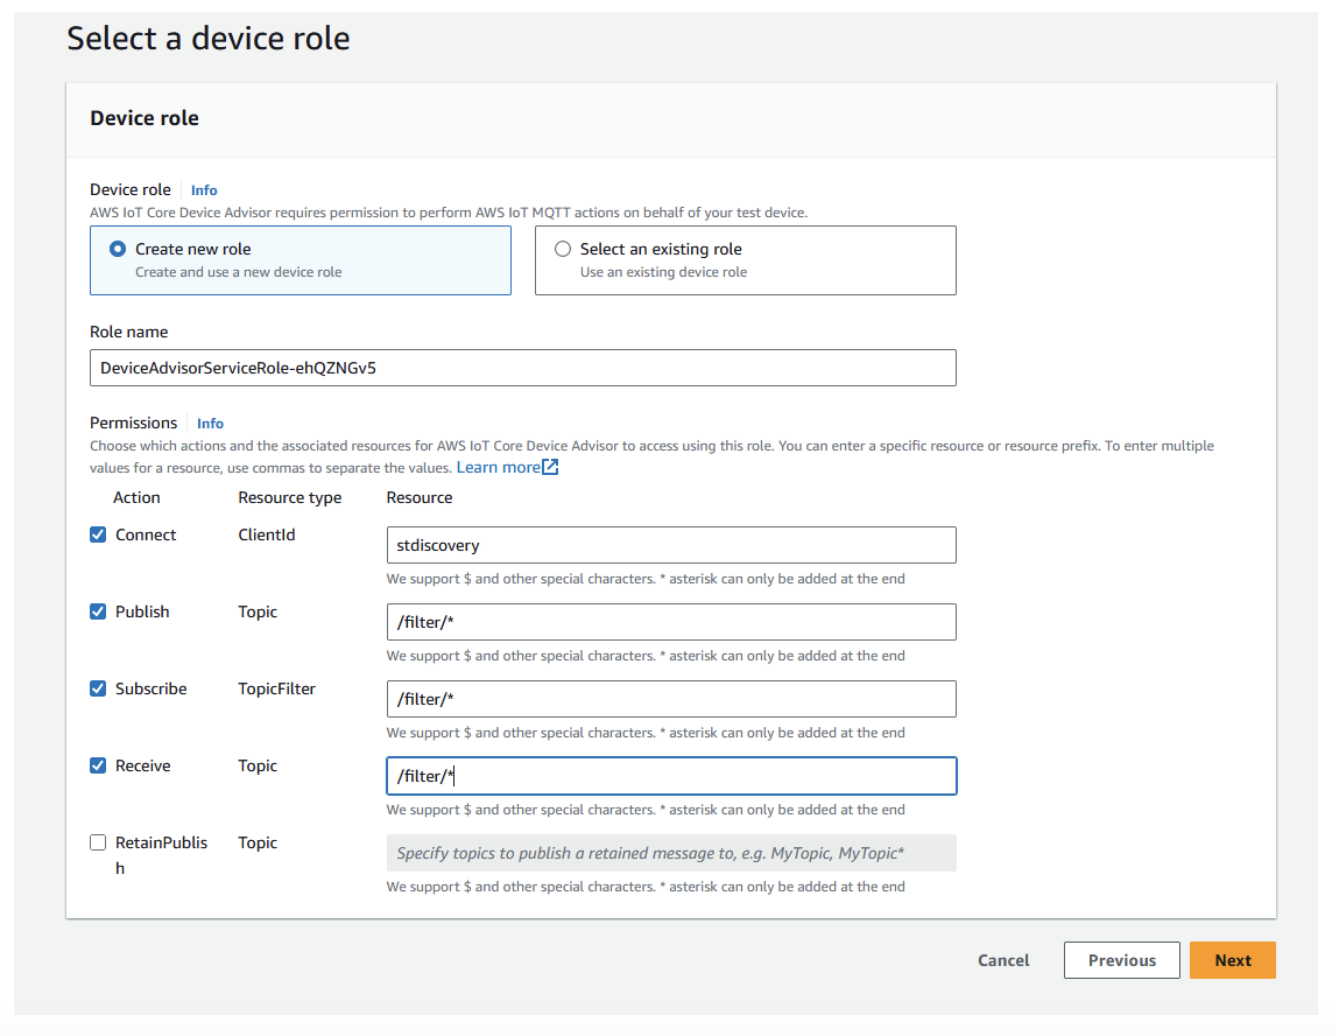 Select a device role
Device role
Device role Info
AWS IoT Core Device Advisor requires permission to perform AWS IoT MQTT actions on behalf of your test device.
Create new role
Create and use a new device role
Select an existing role
Use an existing device role
Role name
DeviceAdvisorServiceRole-ehQZNGv5
Permissions Info
Choose which actions and the associated resources for AWS IoT Core Device Advisor to access using this role. You can enter a specific resource or resource prefix. To enter multiple
values for a resource, use commas to separate the values. Learn more
Action Resource type Resource
Connect ClientId stdiscovery
We support $ and other special characters. * asterisk can only be added at the end
Publish Topic /filter/*
We support $ and other special characters. * asterisk can only be added at the end
Subscribe TopicFilter /filter/*
We support $ and other special characters. * asterisk can only be added at the end
Receive Topic /filter/*
We support $ and other special characters. * asterisk can only be added at the end
RetainPublis Topic Specify topics to publish a retained message to, e.g. MyTopic, MyTopic*
h
We support $ and other special characters. * asterisk can only be added at the end
Cancel Previous Next